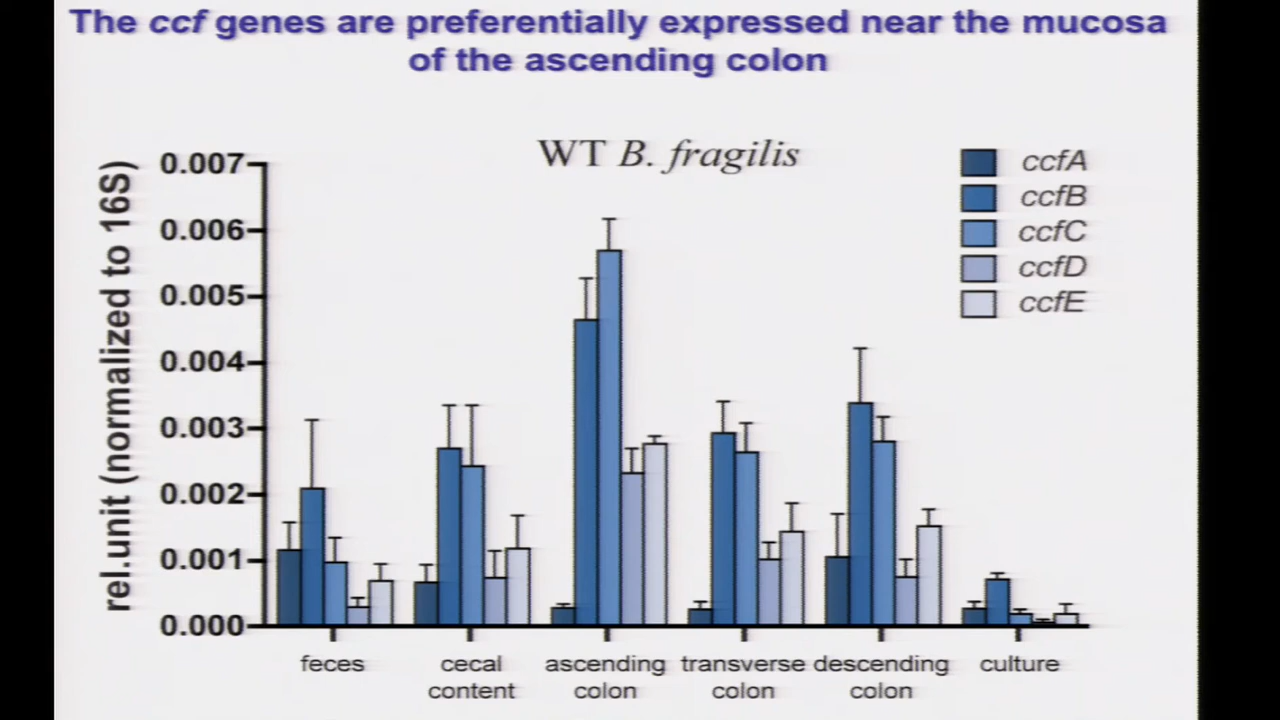 The ccf genes are preferentially expressed near the mucosa
of the ascending colon
WT B. fragilis
ccfA
ccfB
ccfC
ccfD
ccfE
rel.unit (normalized to 16S)
0.007
0.006
0.005
0.004
0.003
0.002
0.001
0.000
feces
cecal content
ascending colon
transverse colon
descending colon
culture